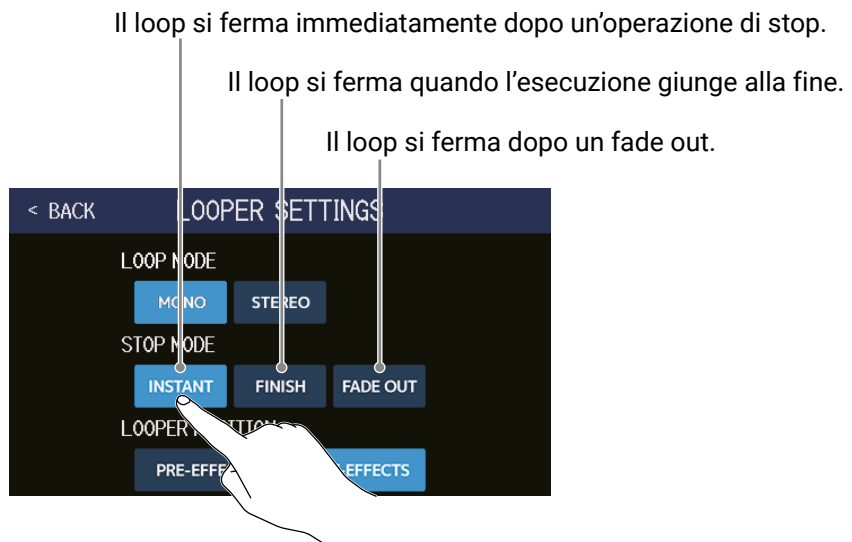 Il loop si ferma immediatamente dopo un'operazione di stop.
Il loop si ferma quando l'esecuzione giunge alla fine.
Il loop si ferma dopo un fade out.
< BACK LOOPER SETTINGS
LOOP MODE
MONO STEREO
STOP MODE
INSTANT FINISH FADE OUT
LOOPER
PRE-EFFE -EFFECTS